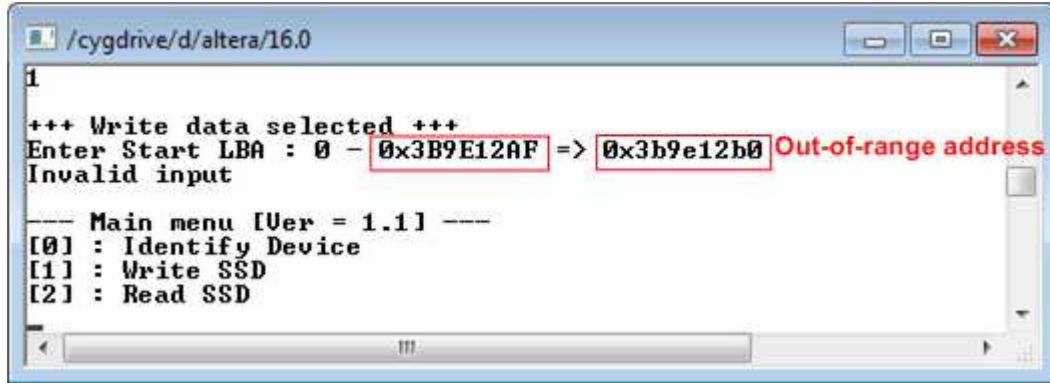 /cygdrive/d/altera/16.0
1
+++ Write data selected +++
Enter Start LBA : 0 - 0x3B9E12AF => 0x3b9e12b0 Out-of-range address
Invalid input
--- Main menu [Ver = 1.1] ---
[0] : Identify Device
[1] : Write SSD
[2] : Read SSD